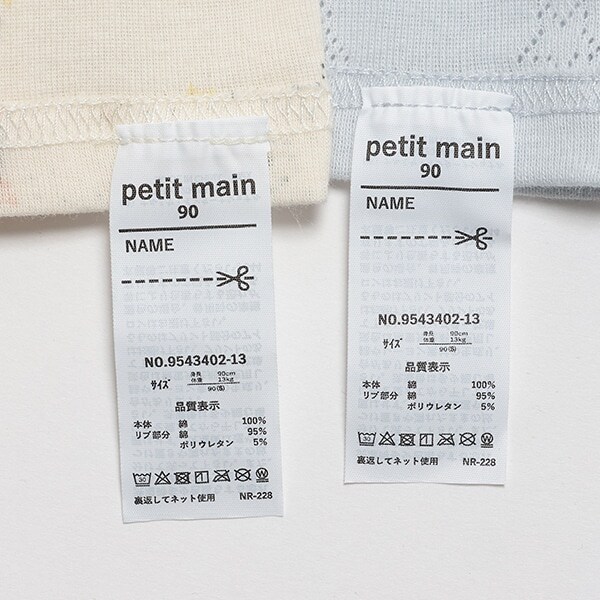 petit main
90
NAME
NO.9543402-13
サイズ
身長 90cm
体重 13kg
90(S)
品質表示
本体 綿 100%
リブ部分 綿 95%
ポリウレタン 5%
裏返してネット使用 NR-228
petit main
90
NAME
NO.9543402-13
サイズ
身長 90cm
体重 13kg
90(S)
品質表示
本体 綿 100%
リブ部分 綿 95%
ポリウレタン 5%
裏返してネット使用 NR-228